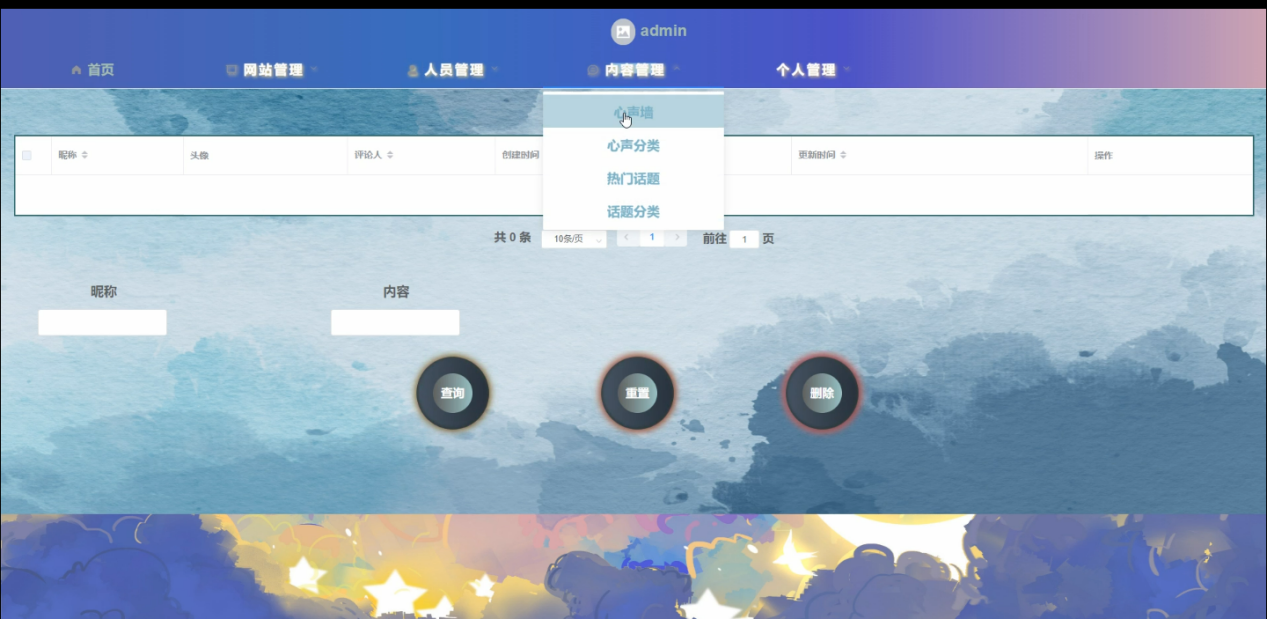 admin
首页 网站管理 人员管理 内容管理 个人管理
心声墙
心声分类
热门话题
话题分类
昵称 头像 评论人 创建时间 更新时间 操作
共 0 条 10条/页 1 前往 1 页
昵称 内容
查询 重置 删除